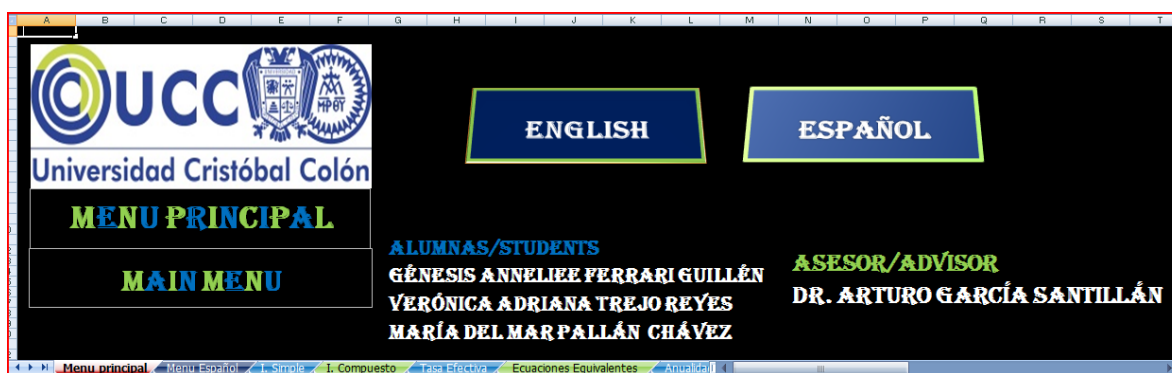 A B C D E F G H I J K L M N O P Q R S T
UCC
Universidad Cristóbal Colón
ENGLISH
ESPAÑOL
MENU PRINCIPAL
MAIN MENU
ALUMNAS/STUDENTS
GÉNESIS ANNELIEE FERRARI GUILLÉN
VERÓNICA ADRIANA TREJO REYES
MARÍA DEL MAR PALLÁN CHÁVEZ
ASESOR/ADVISOR
DR. ARTURO GARCÍA SANTILLÁN
Menu principal Menu Español I. Simple I. Compuesto Tasa Efectiva Ecuaciones Equivalentes